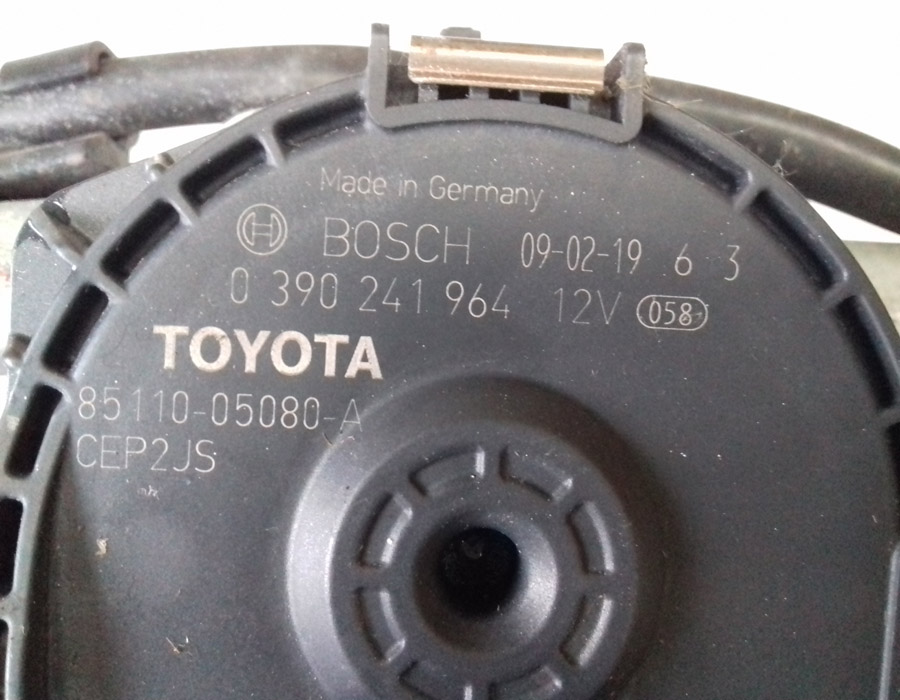 Made in Germany
BOSCH 09-02-19 6 3
0 390 241 964 12V 058
TOYOTA
85110-05080-A
CEP2JS